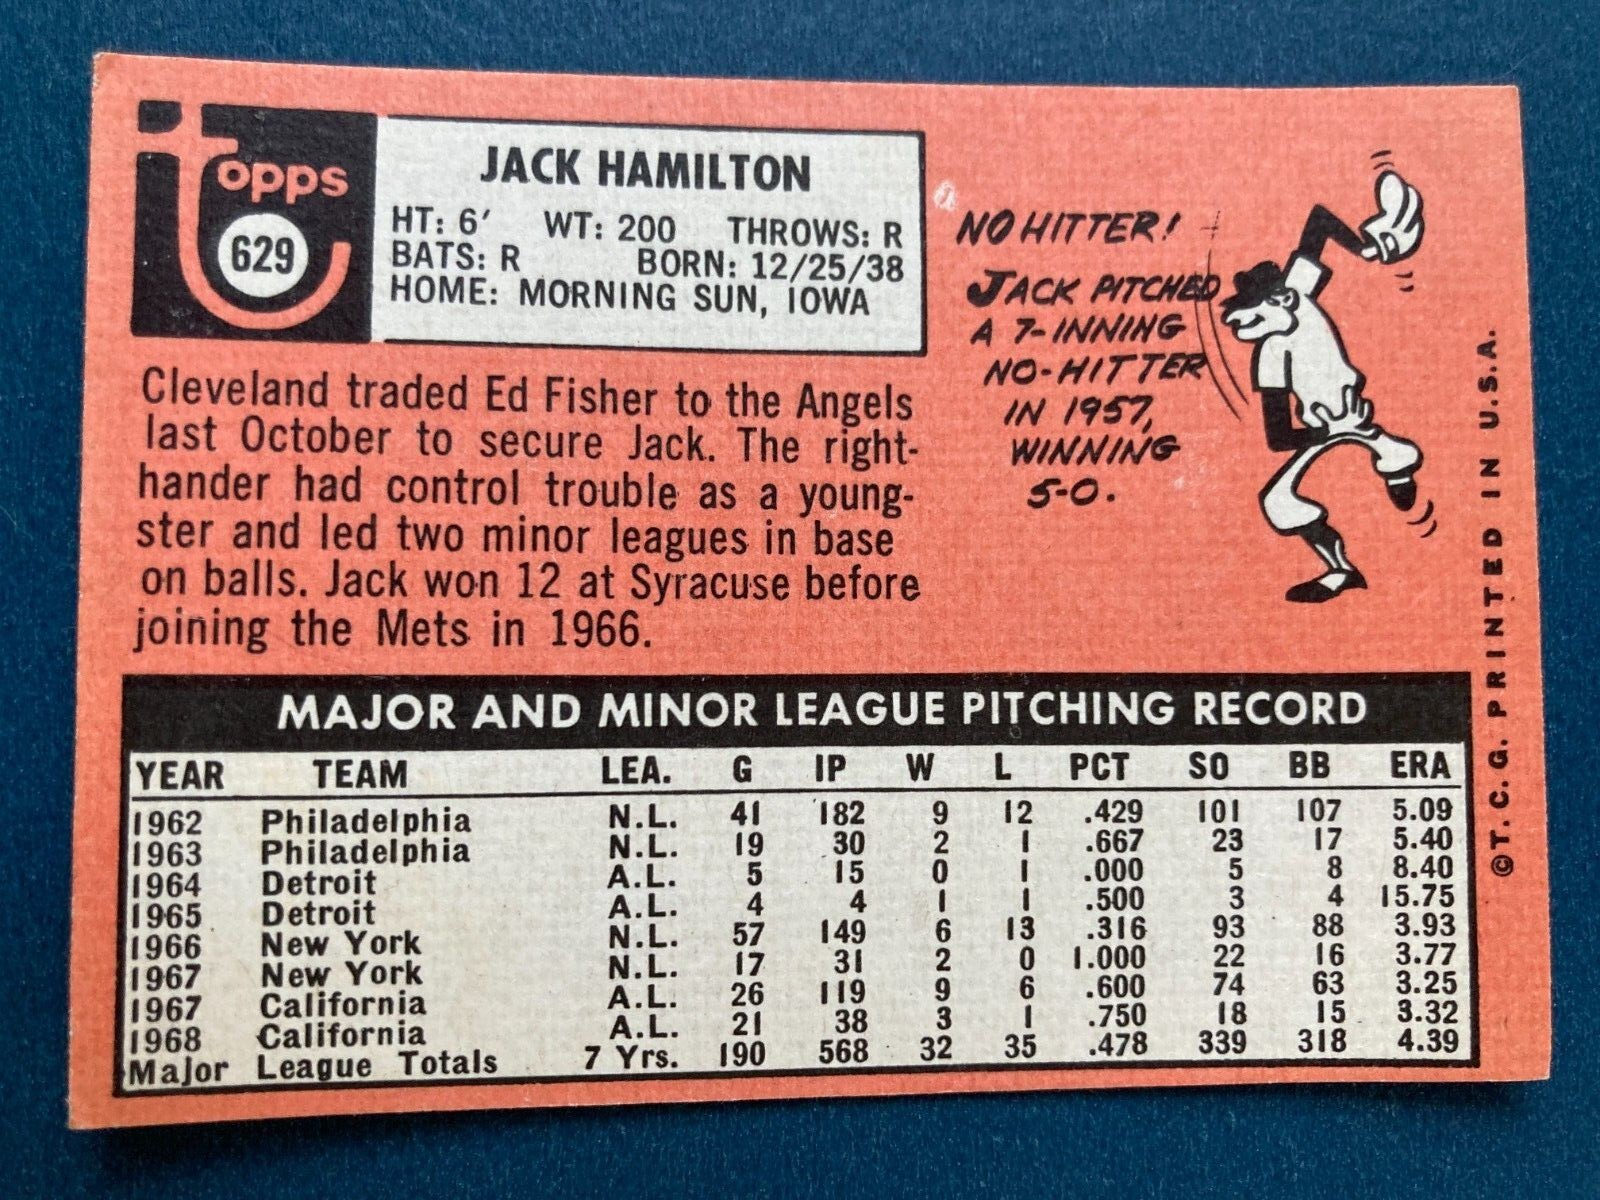 Topps
629
JACK HAMILTON
HT: 6' WT: 200 THROWS: R
BATS: R BORN: 12/25/38
HOME: MORNING SUN, IOWA
Cleveland traded Ed Fisher to the Angels
last October to secure Jack. The right-
hander had control trouble as a young-
ster and led two minor leagues in base
on balls. Jack won 12 at Syracuse before
joining the Mets in 1966.
NO HITTER!
JACK PITCHED
A 7-INNING
NO-HITTER
IN 1957,
WINNING
5-0.
©T.C.G. PRINTED IN U.S.A.
MAJOR AND MINOR LEAGUE PITCHING RECORD
YEAR TEAM LEA. G IP W L PCT SO BB ERA
1962 Philadelphia N.L. 41 182 9 12 .429 101 107 5.09
1963 Philadelphia N.L. 19 30 2 1 .667 23 17 5.40
1964 Detroit A.L. 5 15 0 1 .000 5 8 8.40
1965 Detroit A.L. 4 4 1 1 .500 3 4 15.75
1966 New York N.L. 57 149 6 13 .316 93 88 3.93
1967 New York N.L. 17 31 2 0 1.000 22 16 3.77
1967 California A.L. 26 119 9 6 .600 74 63 3.25
1968 California A.L. 21 38 3 1 .750 18 15 3.32
Major League Totals 7 Yrs. 190 568 32 35 .478 339 318 4.39